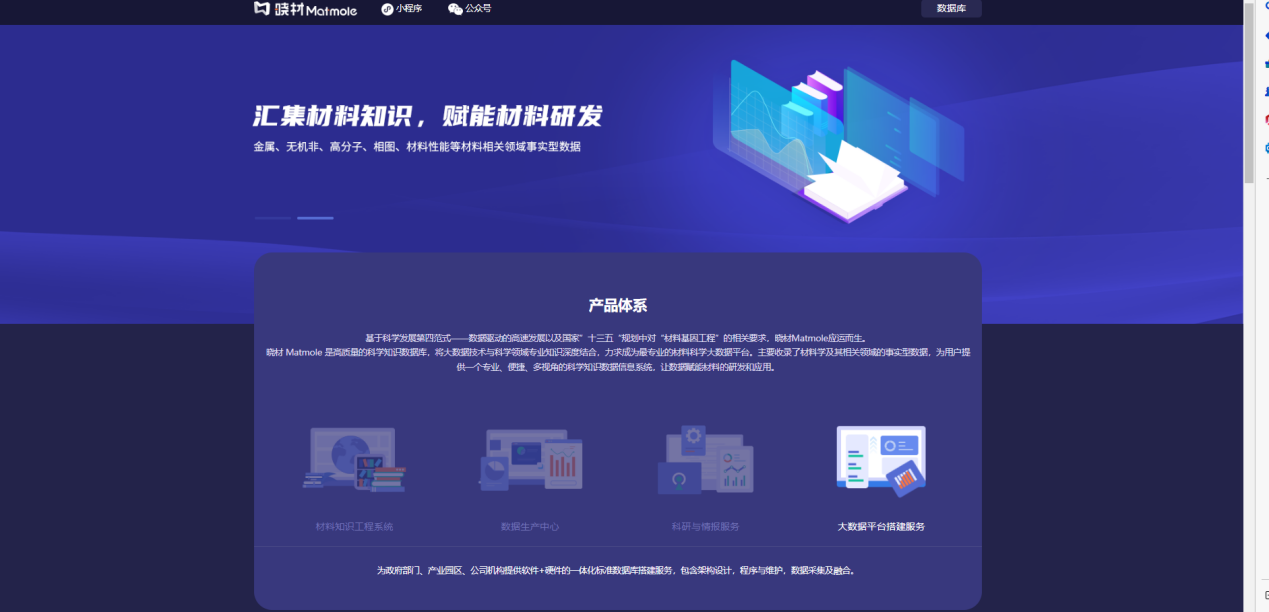 晓材Matmole 小程序 公众号 数据库
汇集材料知识，赋能材料研发
金属、无机非、高分子、相图、材料性能等材料相关领域事实型数据
产品体系
基于科学发展第四范式——数据驱动的高速发展以及国家”十三五“规划中对“材料基因工程”的相关要求，晓材Matmole应运而生。
晓材 Matmole 是高质量的科学知识数据库，将大数据技术与科学领域专业知识深度结合，力求成为最专业的材料科学大数据平台。主要收录了材料学及其相关领域的事实型数据，为用户提
供一个专业、便捷、多视角的科学知识数据信息系统，让数据赋能材料的研发和应用。
材料知识工程系统 数据生产中心 科研与情报服务 大数据平台搭建服务
为政府部门、产业园区、公司机构提供软件+硬件的一体化标准数据库搭建服务，包含架构设计，程序与维护，数据采集及融合。